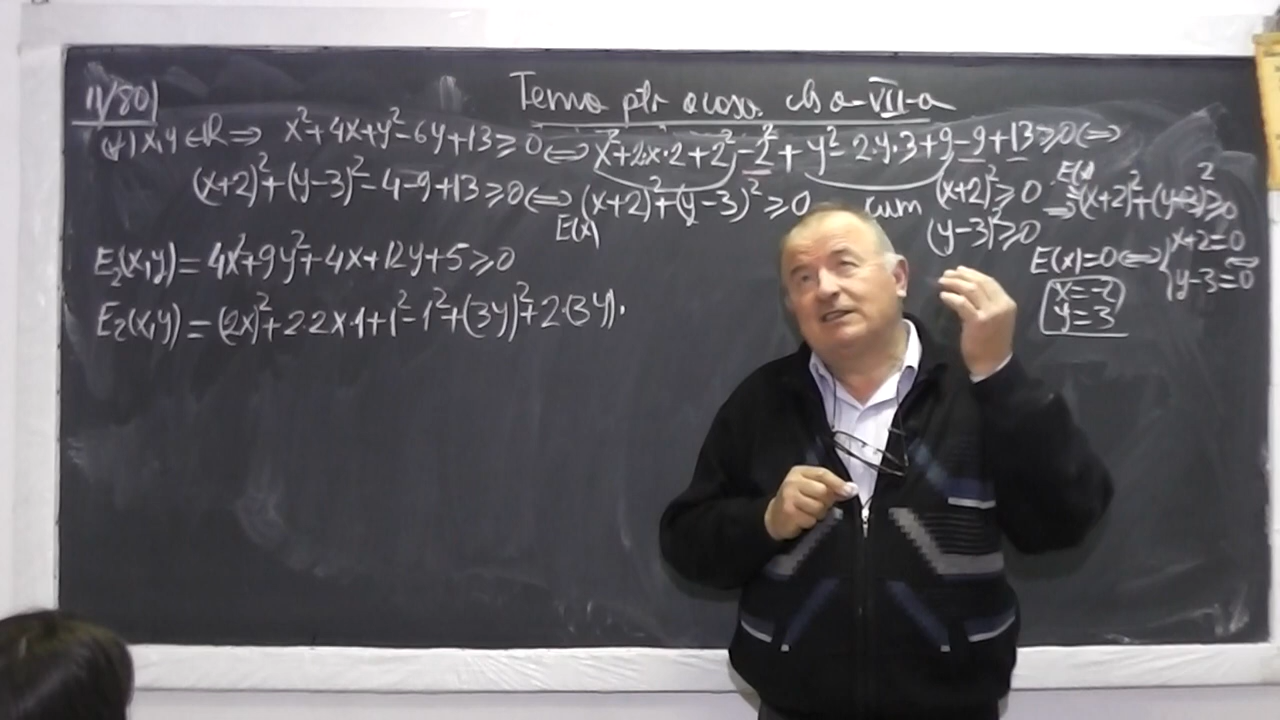 11/80)
Tema ptr acasă cls a-VII-a
(∀) x,y ∈ R ⇒ x²+4x+y²-6y+13 ≥ 0 ⇔ x²+2·x·2+2²-2²+y²-2·y·3+9-9+13 ≥ 0 ⇔
(x+2)²+(y-3)²-4-9+13 ≥ 0 ⇔ (x+2)²+(y-3)² ≥ 0 cum (x+2)² ≥ 0 ⇒ (x+2)²+(y-3)² ≥ 0
E(x) E(x)
(y-3)² ≥ 0
E(x)=0 ⇔ { x+2=0 ⇔
y-3=0
x=-2
y=3
E₂(x,y) = 4x²+9y²+4x+12y+5 ≥ 0
E₂(x,y) = (2x)²+2·2x·1+1²-1²+(3y)²+2·(3y)·